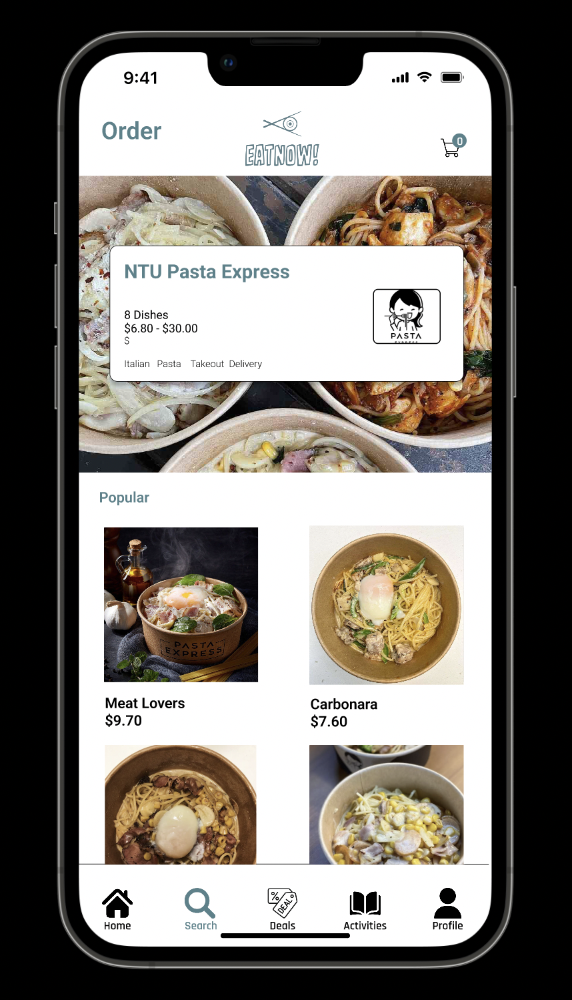 9:41
Order
EATNOW!
0
NTU Pasta Express
8 Dishes
$6.80 - $30.00
$
PASTA
EXPRESS
Italian Pasta Takeout Delivery
Popular
PASTA
EXPRESS
Meat Lovers
$9.70
Carbonara
$7.60
%
DEAL
Home
Search
Deals
Activities
Profile